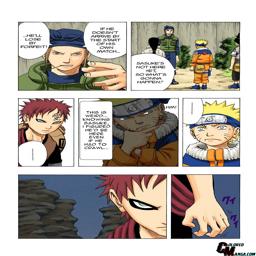 SASUKE'S
NOT HERE
SO WHAT'S
GONNA
HAPPEN?
IF HE
DOESN'T
ARRIVE
BY THE
START OF
HIS OWN
MATCH...
...HE'LL
LOSE BY
FORFEIT!
THIS IS
WEIRD...
KNOWING
SASUKE, I
FIGURED
HE'D BE
HERE EVEN
IF HE
HAD TO
CRAWL...
COLORED
MANGA.COM